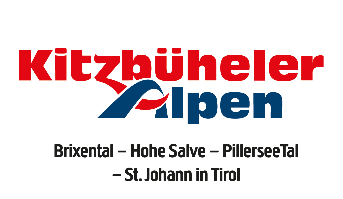 Kitzbüheler
Alpen
Brixental – Hohe Salve – PillerseeTal
– St. Johann in Tirol